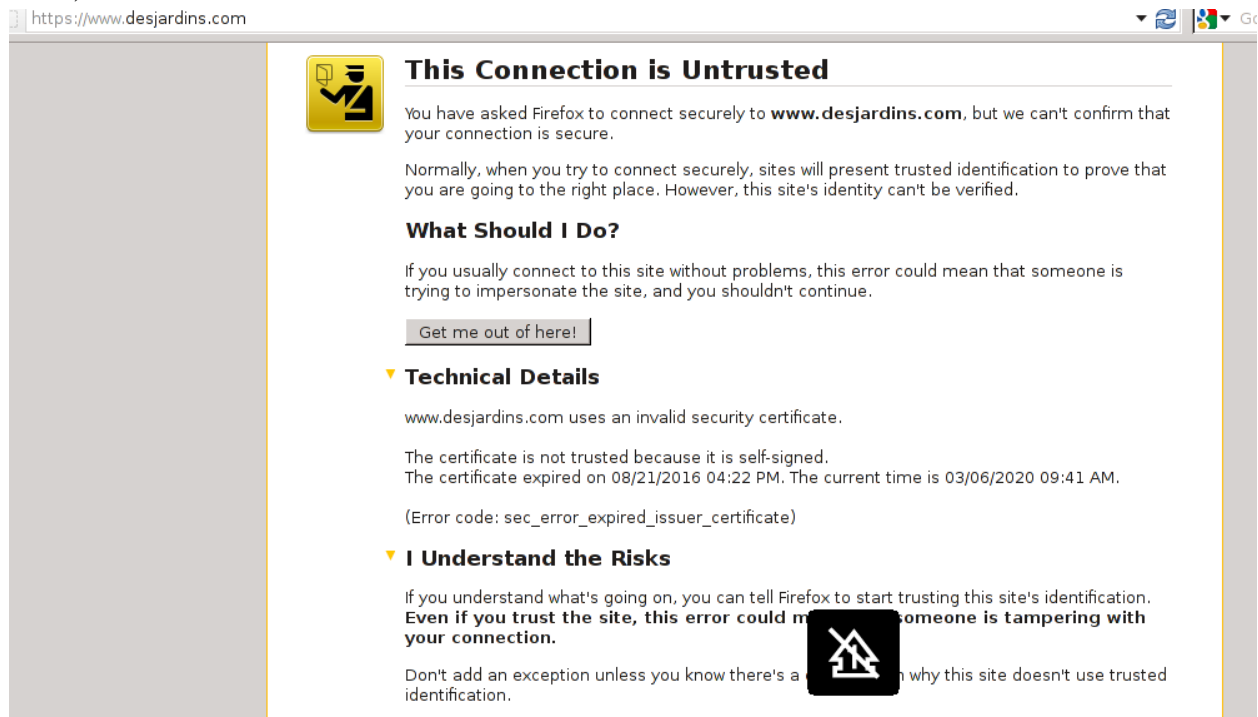 https://www.desjardins.com
Go
This Connection is Untrusted
You have asked Firefox to connect securely to www.desjardins.com, but we can't confirm that
your connection is secure.
Normally, when you try to connect securely, sites will present trusted identification to prove that
you are going to the right place. However, this site's identity can't be verified.
What Should I Do?
If you usually connect to this site without problems, this error could mean that someone is
trying to impersonate the site, and you shouldn't continue.
Get me out of here!
Technical Details
www.desjardins.com uses an invalid security certificate.
The certificate is not trusted because it is self-signed.
The certificate expired on 08/21/2016 04:22 PM. The current time is 03/06/2020 09:41 AM.
(Error code: sec_error_expired_issuer_certificate)
I Understand the Risks
If you understand what's going on, you can tell Firefox to start trusting this site's identification.
Even if you trust the site, this error could someone is tampering with
your connection.
Don't add an exception unless you know there's a why this site doesn't use trusted
identification.